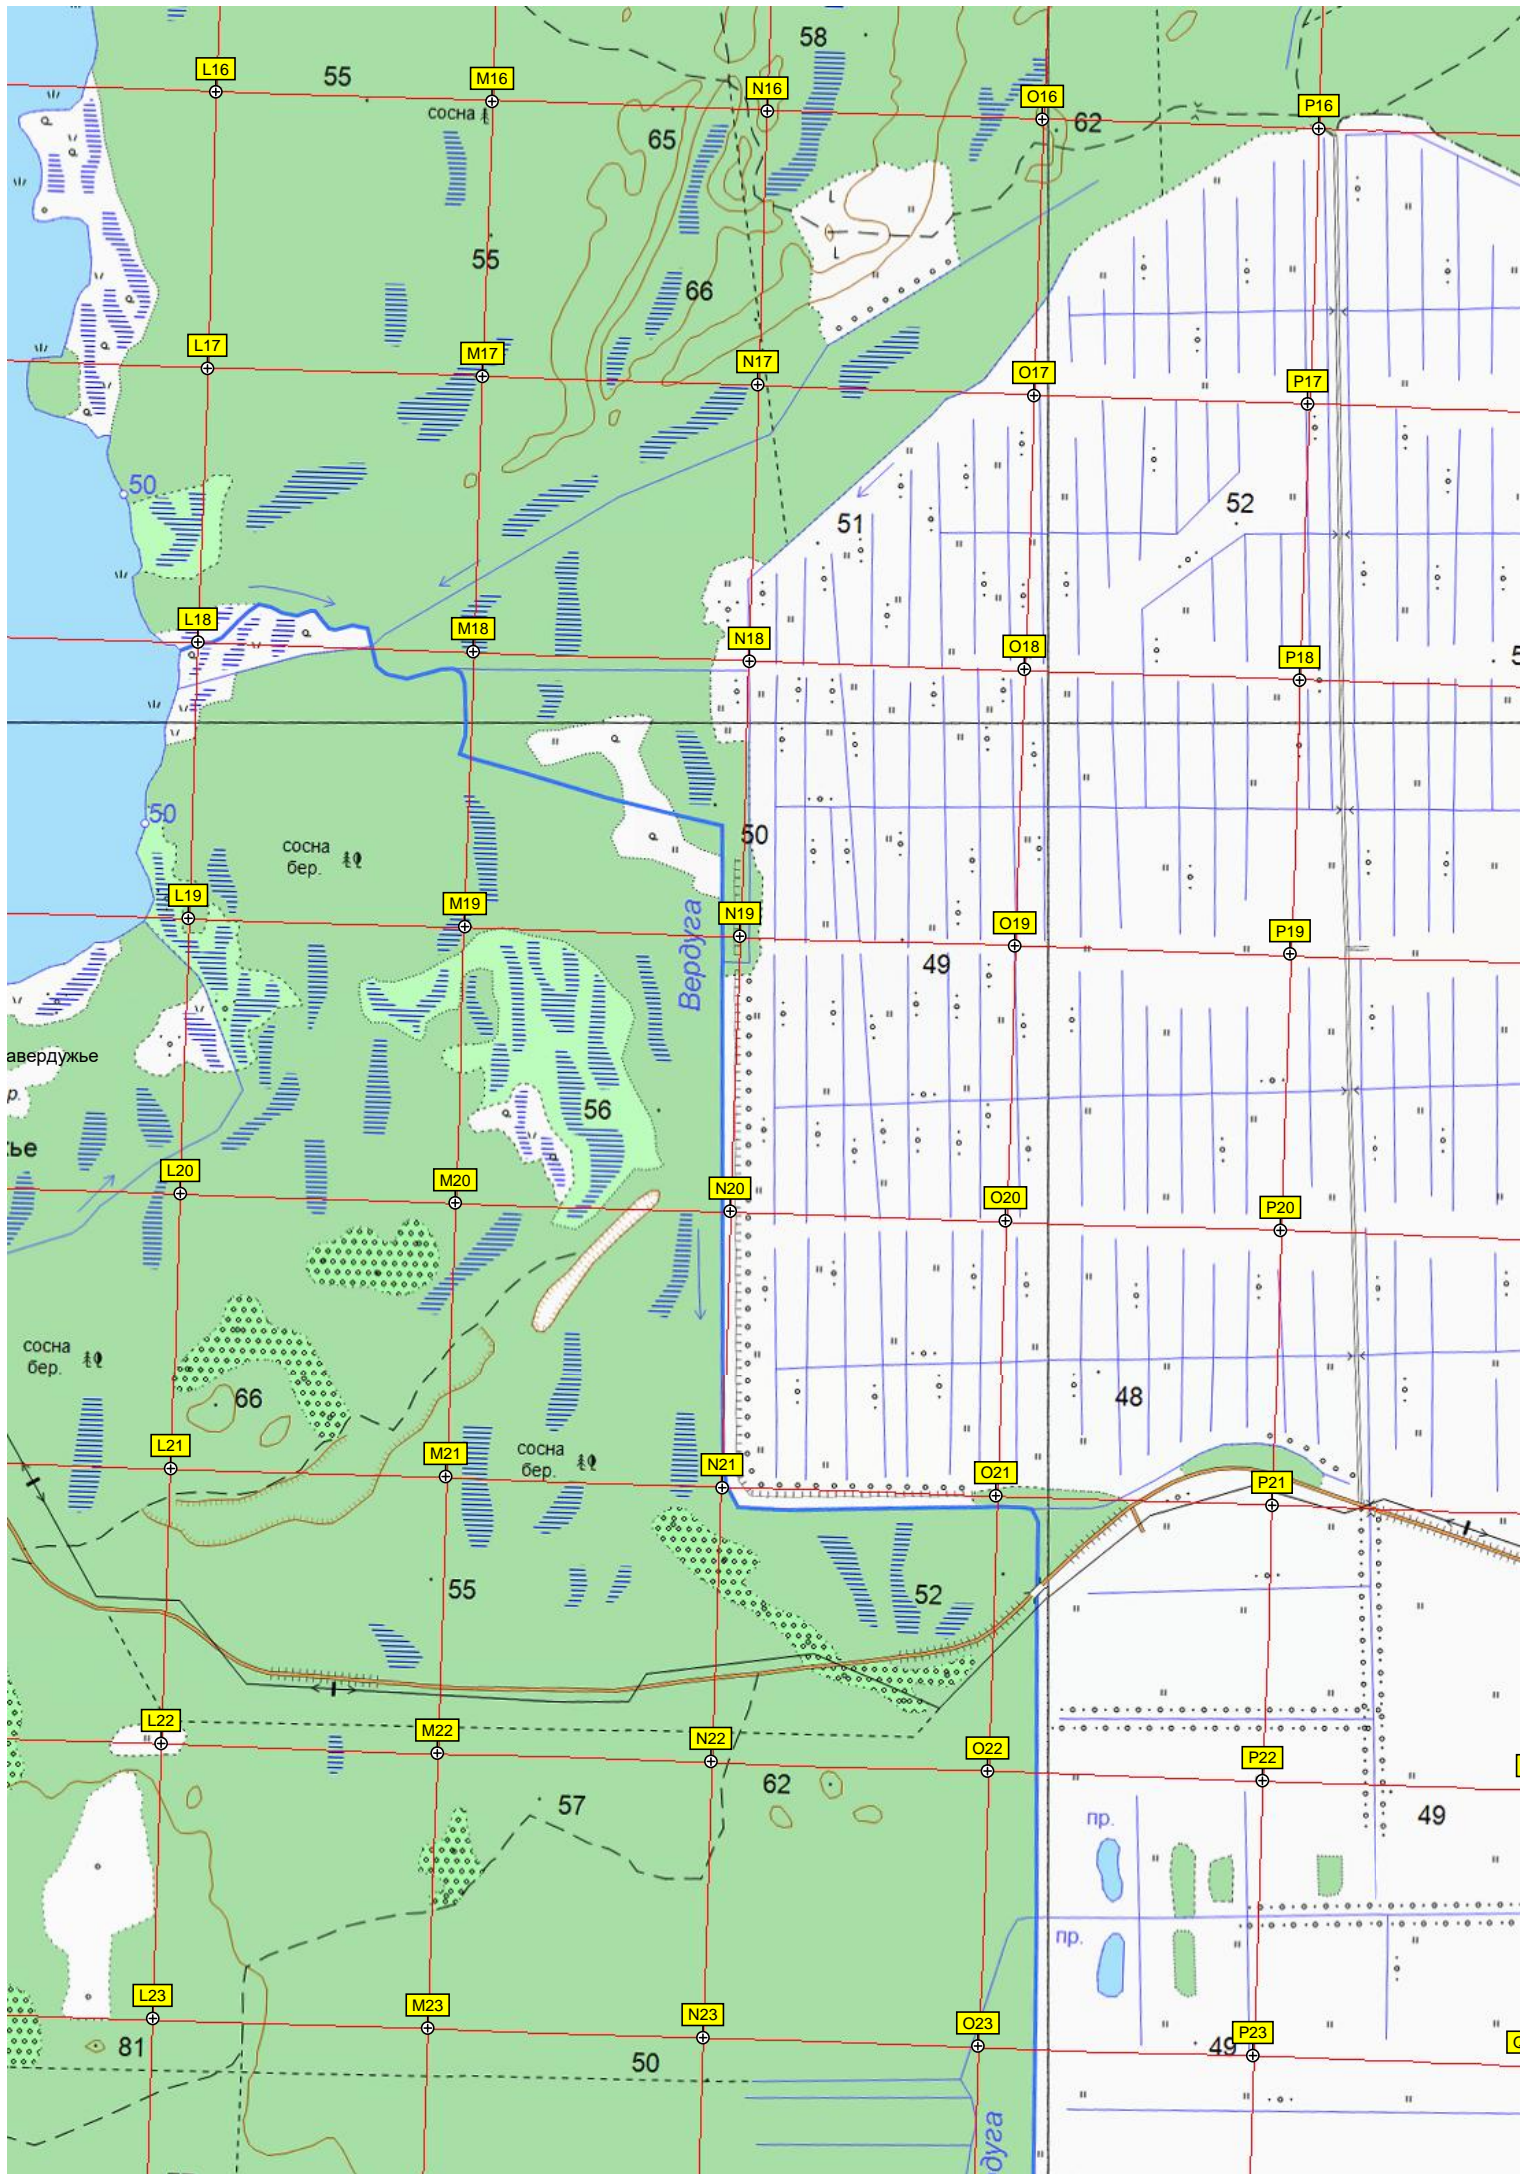 58
L16
55
M16
N16
O16
P16
сосна
62
65
55
66
L17
M17
N17
O17
P17
50
51
52
L18
M18
N18
O18
P18
50
50
сосна
бер.
L19
M19
N19
O19
P19
Вердуга
49
авердужье
р.
56
ье
L20
M20
N20
O20
P20
сосна
бер.
66
48
L21
M21
сосна
бер.
N21
O21
P21
55
52
L22
M22
N22
O22
P22
62
57
49
пр.
пр.
L23
M23
N23
O23
P23
81
50
49
дуга